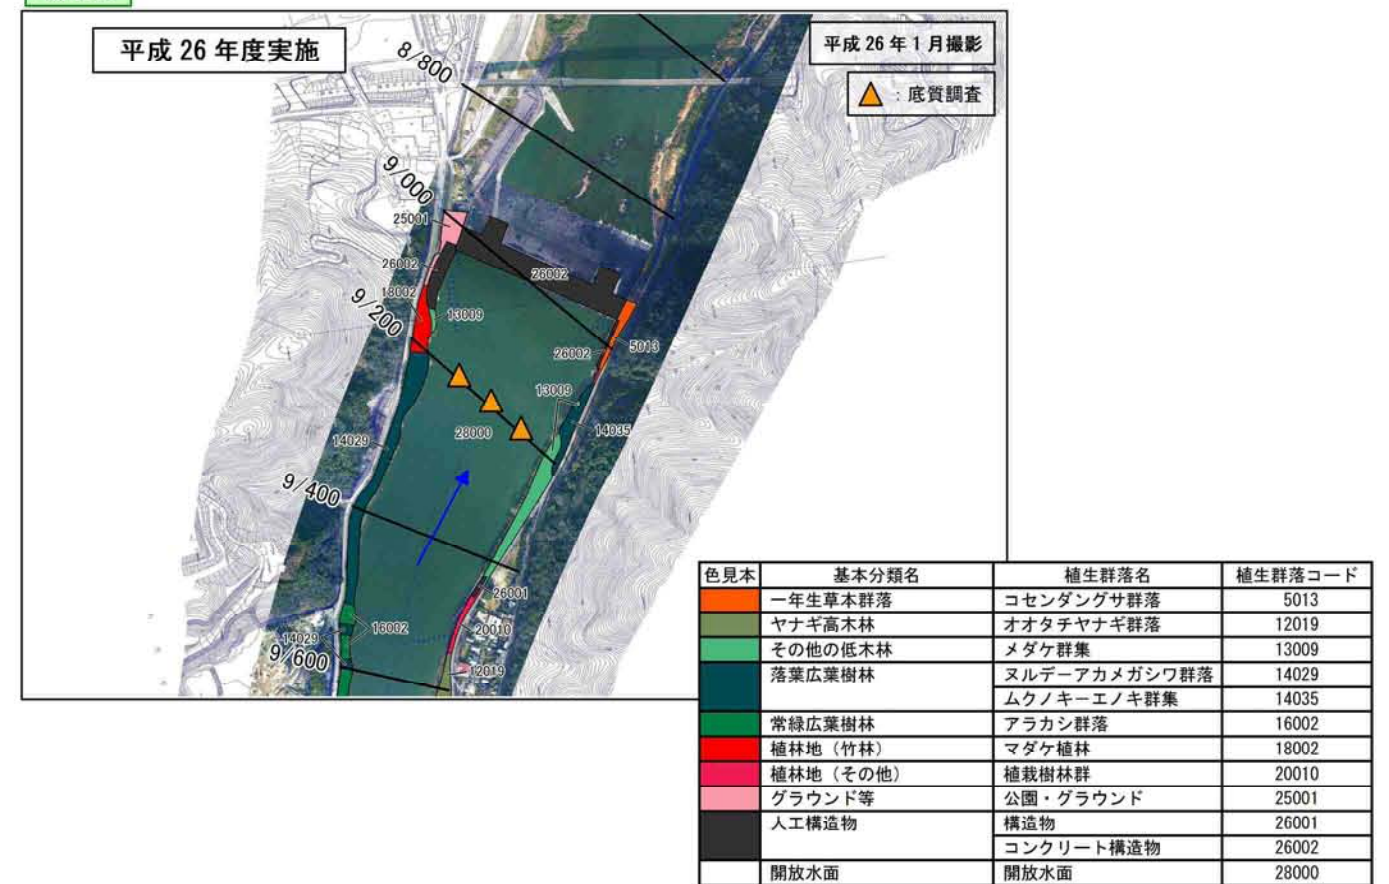 平成 26 年度実施
平成 26 年 1 月撮影
:底質調査
8/800
9/000
25001
26002
26002
18002
9/200
13009
26002
5013
13009
14029
28000
14035
9/400
26001
14029
16002
20010
9/600
12019
色見本 基本分類名 植生群落名 植生群落コード
一年生草本群落 コセンダングサ群落 5013
ヤナギ高木林 オオタチヤナギ群落 12019
その他の低木林 メダケ群集 13009
落葉広葉樹林 ヌルデーアカメガシワ群落 14029
ムクノキーエノキ群集 14035
常緑広葉樹林 アラカシ群落 16002
植林地(竹林) マダケ植林 18002
植林地(その他) 植栽樹林群 20010
グラウンド等 公園・グラウンド 25001
人工構造物 構造物 26001
コンクリート構造物 26002
開放水面 開放水面 28000